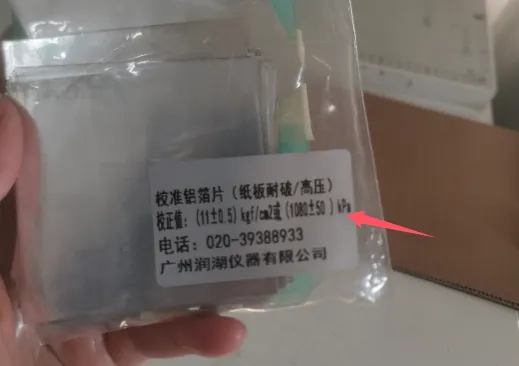 校准铝箔片（纸板耐破/高压）
校正值：(11±0.5）kgf/cm2或（1080±50 ）kPa
电话：020-39388933
广州润湖仪器有限公司